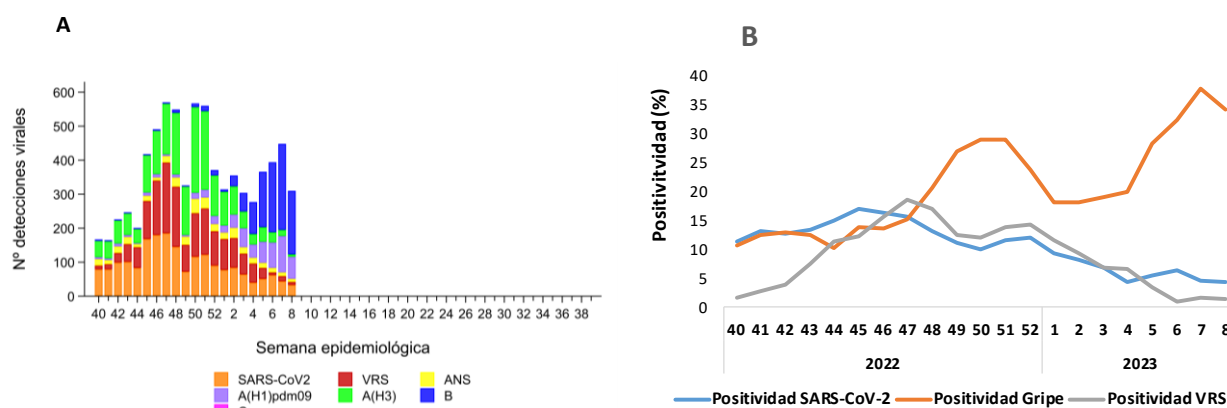 A
Nº detecciones virales
600
500
400
300
200
100
0
40 42 44 46 48 50 52 2 4 6 8 10 12 14 16 18 20 22 24 26 28 30 32 34 36 38
Semana epidemiológica
SARS-CoV2 VRS ANS
A(H1)pdm09 A(H3) B
B
Positivitvidad (%)
40
35
30
25
20
15
10
5
0
40 41 42 43 44 45 46 47 48 49 50 51 52 1 2 3 4 5 6 7 8
2022 2023
Positividad SARS-CoV-2 Positividad Gripe Positividad VRS